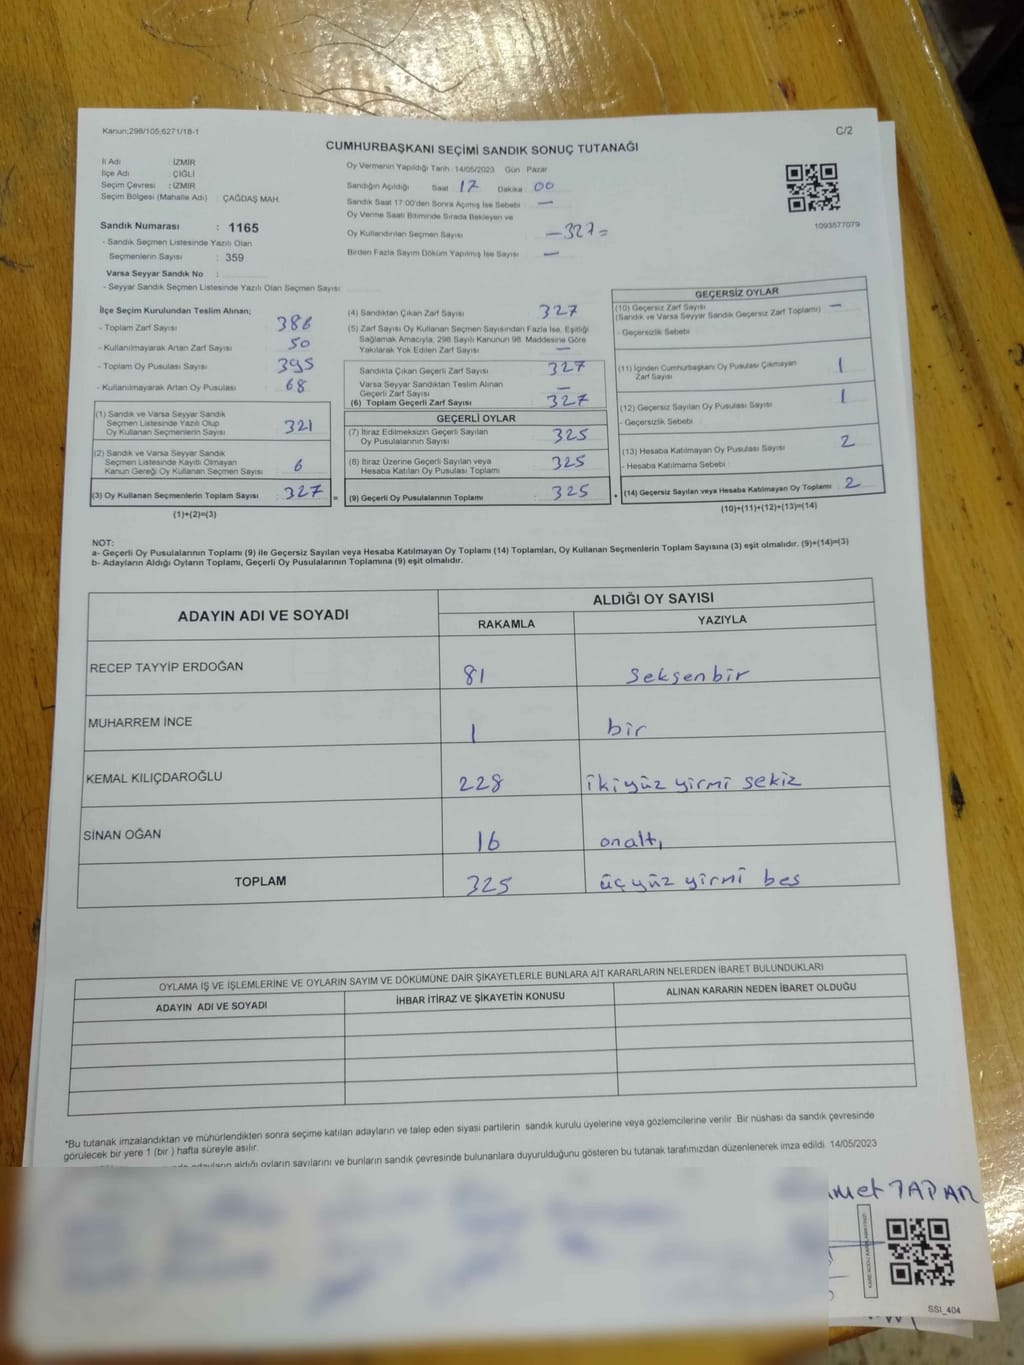 Kanun;298/105;6271/18-1
C/2
CUMHURBAŞKANI SEÇİMİ SANDIK SONUÇ TUTANAĞI
İl Adı : İZMİR
İlçe Adı : ÇİĞLİ
Seçim Çevresi : İZMİR
Seçim Bölgesi (Mahalle Adı) : ÇAĞDAŞ MAH.
Sandık Numarası : 1165
- Sandık Seçmen Listesinde Yazılı Olan
Seçmenlerin Sayısı : 359
Varsa Seyyar Sandık No :
- Seyyar Sandık Seçmen Listesinde Yazılı Olan Seçmen Sayısı :
Oy Vermenin Yapıldığı Tarih :14/05/2023 Gün Pazar
Sandığın Açıldığı Saat 17 Dakika 00
Sandık Saat 17.00'den Sonra Açımış İse Sebebi : —
Oy Verme Saati Bitiminde Sırada Bekleyen ve
Oy Kullandırılan Seçmen Sayısı —327=
Birden Fazla Sayım Döküm Yapılmış İse Sayısı : —
1093577079
İlçe Seçim Kurulundan Teslim Alınan;
- Toplam Zarf Sayısı : 386
- Kullanılmayarak Artan Zarf Sayısı : 50
- Toplam Oy Pusulası Sayısı : 395
- Kullanılmayarak Artan Oy Pusulası : 68
(1) Sandık ve Varsa Seyyar Sandık
Seçmen Listesinde Yazılı Olup
Oy Kullanan Seçmenlerin Sayısı : 321
(2) Sandık ve Varsa Seyyar Sandık
Seçmen Listesinde Kayıtlı Olmayan
Kanun Gereği Oy Kullanan Seçmen Sayısı : 6
(3) Oy Kullanan Seçmenlerin Toplam Sayısı : 327 =
(1)+(2)=(3)
(4) Sandıktan Çıkan Zarf Sayısı : 327
(5) Zarf Sayısı Oy Kullanan Seçmen Sayısından Fazla İse, Eşitliği
Sağlamak Amacıyla; 298 Sayılı Kanunun 98. Maddesine Göre
Yakılarak Yok Edilen Zarf Sayısı : —
Sandıkta Çıkan Geçerli Zarf Sayısı : 327
Varsa Seyyar Sandıktan Teslim Alınan
Geçerli Zarf Sayısı : —
(6) Toplam Geçerli Zarf Sayısı : 327
GEÇERLİ OYLAR
(7) İtiraz Edilmeksizin Geçerli Sayılan
Oy Pusulalarının Sayısı : 325
(8) İtiraz Üzerine Geçerli Sayılan veya
Hesaba Katılan Oy Pusulası Toplamı : 325
(9) Geçerli Oy Pusulalarının Toplamı : 325 +
GEÇERSİZ OYLAR
(10) Geçersiz Zarf Sayısı : —
(Sandık ve Varsa Seyyar Sandık Geçersiz Zarf Toplamı)
- Geçersizlik Sebebi :
(11) İçinden Cumhurbaşkanı Oy Pusulası Çıkmayan
Zarf Sayısı : 1
(12) Geçersiz Sayılan Oy Pusulası Sayısı : 1
- Geçersizlik Sebebi :
(13) Hesaba Katılmayan Oy Pusulası Sayısı : 2
- Hesaba Katılmama Sebebi :
(14) Geçersiz Sayılan veya Hesaba Katılmayan Oy Toplamı : 2
(10)+(11)+(12)+(13)=(14)
NOT:
a- Geçerli Oy Pusulalarının Toplamı (9) ile Geçersiz Sayılan veya Hesaba Katılmayan Oy Toplamı (14) Toplamları, Oy Kullanan Seçmenlerin Toplam Sayısına (3) eşit olmalıdır. (9)+(14)=(3)
b- Adayların Aldığı Oyların Toplamı, Geçerli Oy Pusulalarının Toplamına (9) eşit olmalıdır.
ADAYIN ADI VE SOYADI
ALDIĞI OY SAYISI
RAKAMLA YAZIYLA
RECEP TAYYİP ERDOĞAN 81 seksenbir
MUHARREM İNCE 1 bir
KEMAL KILIÇDAROĞLU 228 ikiyüz yirmi sekiz
SİNAN OĞAN 16 onaltı
TOPLAM 325 üçyüz yirmi beş
OYLAMA İŞ VE İŞLEMLERİNE VE OYLARIN SAYIM VE DÖKÜMÜNE DAİR ŞİKAYETLERLE BUNLARA AİT KARARLARIN NELERDEN İBARET BULUNDUKLARI
ADAYIN ADI VE SOYADI İHBAR İTİRAZ VE ŞİKAYETİN KONUSU ALINAN KARARIN NEDEN İBARET OLDUĞU
*Bu tutanak imzalandıktan ve mühürlendikten sonra seçime katılan adayların ve talep eden siyasi partilerin sandık kurulu üyelerine veya gözlemcilerine verilir. Bir nüshası da sandık çevresinde
görülecek bir yere 1 (bir ) hafta süreyle asılır.
aldığı oyların sayılarını ve bunların sandık çevresinde bulunanlara duyurulduğunu gösteren bu tutanak tarafımızdan düzenlenerek imza edildi. 14/05/2023
TAPAN
SSI_404